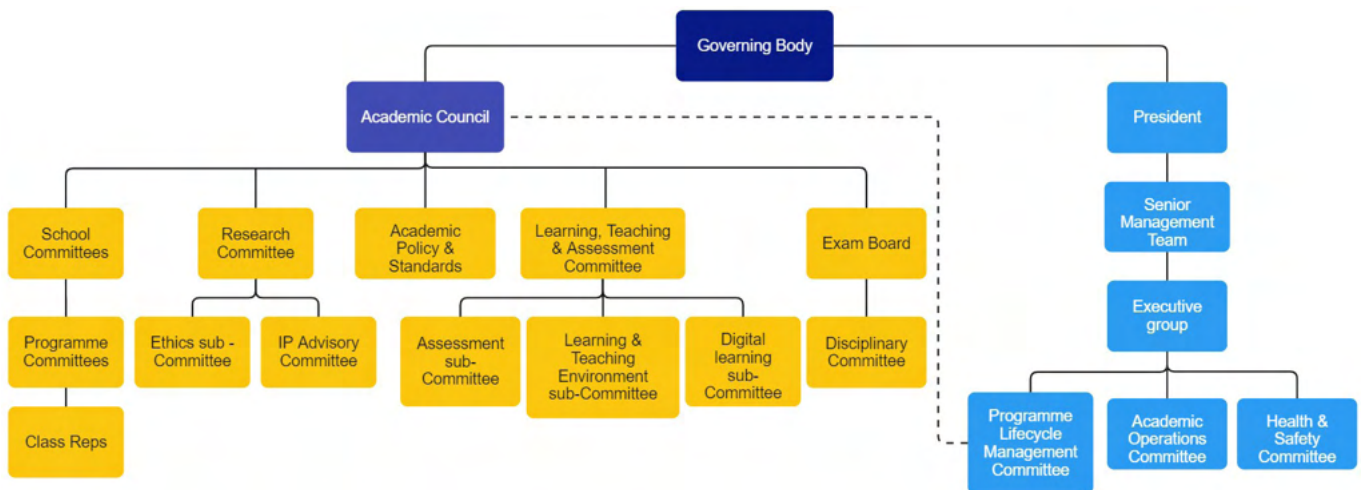 Governing Body
Academic Council
President
School
Committees
Research
Committee
Academic
Policy &
Standards
Learning, Teaching
& Assessment
Committee
Exam Board
Senior
Management
Team
Programme
Committees
Ethics sub -
Committee
IP Advisory
Committee
Assessment
sub-
Committee
Learning &
Teaching
Environment
sub-Committee
Digital
learning
sub-
Committee
Disciplinary
Committee
Executive
group
Class Reps
Programme
Lifecycle
Management
Committee
Academic
Operations
Committee
Health &
Safety
Committee